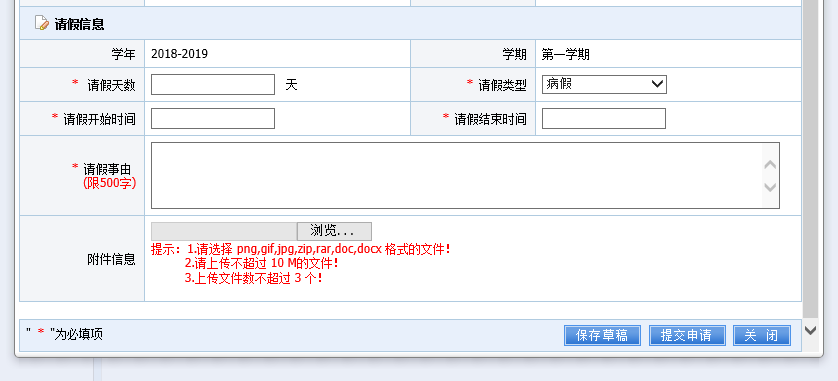 请假信息
学年 2018-2019 学期 第一学期
* 请假天数 天 * 请假类型 病假
* 请假开始时间 * 请假结束时间
* 请假事由
(限500字)
浏览...
附件信息
提示：1.请选择 png,gif,jpg,zip,rar,doc,docx 格式的文件!
2.请上传不超过 10 M的文件!
3.上传文件数不超过 3 个!
" * "为必填项 保存草稿 提交申请 关 闭